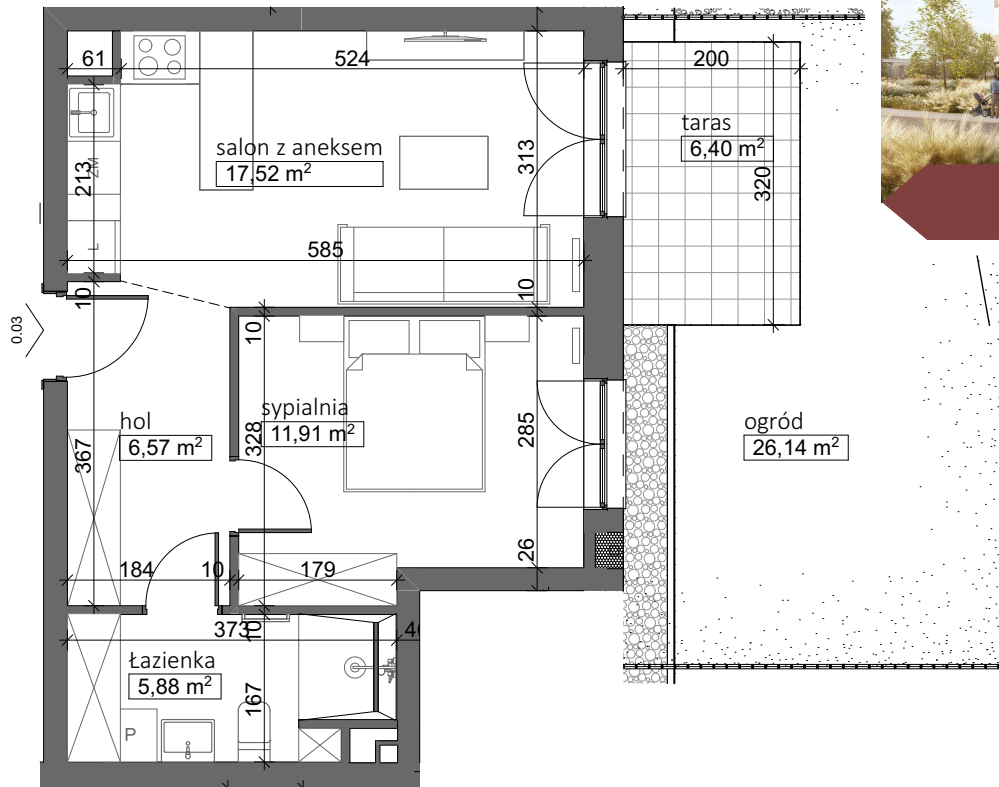 61
524
200
salon z aneksem
17,52 m²
taras
6,40 m²
213
ZM
313
320
L
585
10
10
0.03
10
sypialnia
11,91 m²
328
285
hol
6,57 m²
367
ogród
26,14 m²
26
184
10
179
373
10
Łazienka
5,88 m²
167
P